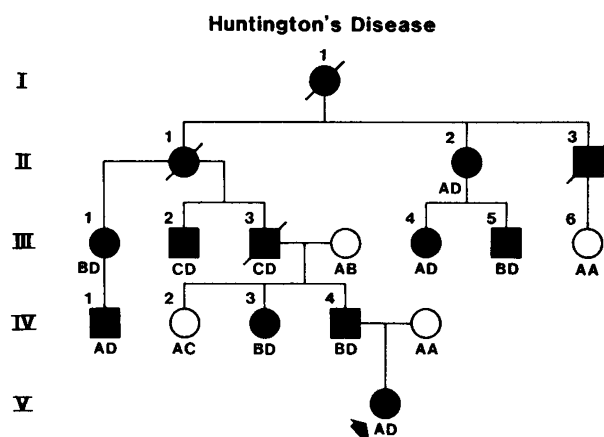 Huntington's Disease
I
1
II
1 2 3
AD
III
1 2 3 4 5 6
BD CD CD AB AD BD AA
IV
1 2 3 4
AD AC BD BD AA
V
AD